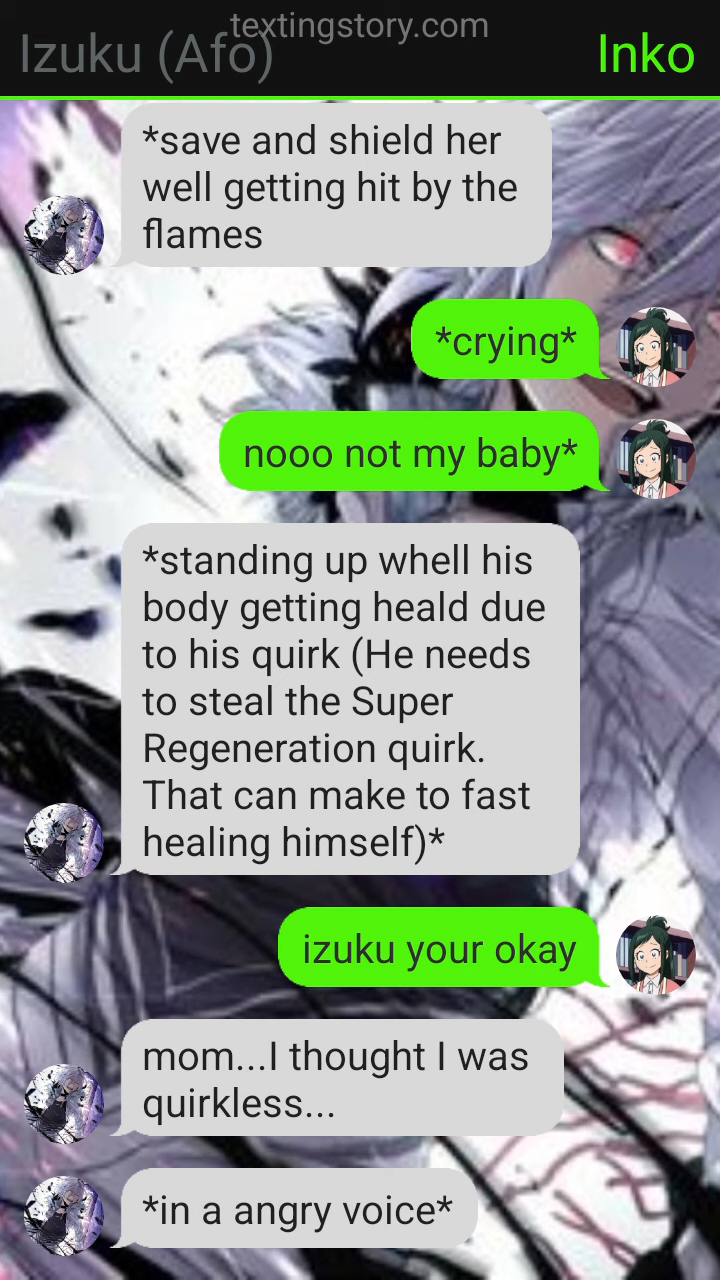 textingstory.com
Izuku (Afo)
Inko
*save and shield her
well getting hit by the
flames
*crying*
nooo not my baby*
*standing up whell his
body getting heald due
to his quirk (He needs
to steal the Super
Regeneration quirk.
That can make to fast
healing himself)*
izuku your okay
mom...I thought I was
quirkless...
*in a angry voice*